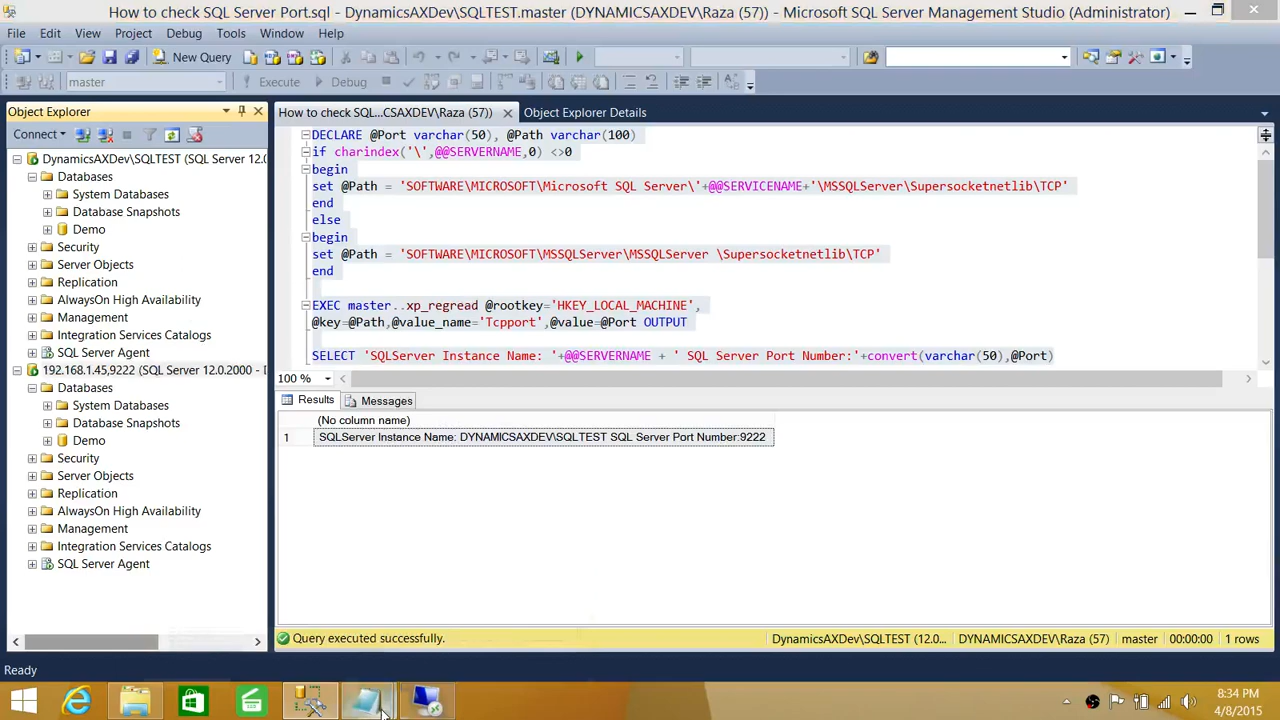 How to check SQL Server Port.sql - DynamicsAXDev\SQLTEST.master (DYNAMICSAXDEV\Raza (57)) - Microsoft SQL Server Management Studio (Administrator)
File Edit View Project Debug Tools Window Help
New Query
master Execute Debug
Object Explorer
How to check SQL...CSAXDEV\Raza (57)) Object Explorer Details
Connect
DynamicsAXDev\SQLTEST (SQL Server 12.0
Databases
System Databases
Database Snapshots
Demo
Security
Server Objects
Replication
AlwaysOn High Availability
Management
Integration Services Catalogs
SQL Server Agent
192.168.1.45,9222 (SQL Server 12.0.2000 - D
Databases
System Databases
Database Snapshots
Demo
Security
Server Objects
Replication
AlwaysOn High Availability
Management
Integration Services Catalogs
SQL Server Agent
DECLARE @Port varchar(50), @Path varchar(100)
if charindex('\',@@SERVERNAME,0) <>0
begin
set @Path = 'SOFTWARE\MICROSOFT\Microsoft SQL Server\'+@@SERVICENAME+'\MSSQLServer\Supersocketnetlib\TCP'
end
else
begin
set @Path = 'SOFTWARE\MICROSOFT\MSSQLServer\MSSQLServer \Supersocketnetlib\TCP'
end
EXEC master..xp_regread @rootkey='HKEY_LOCAL_MACHINE',
@key=@Path,@value_name='Tcpport',@value=@Port OUTPUT
SELECT 'SQLServer Instance Name: '+@@SERVERNAME + ' SQL Server Port Number:'+convert(varchar(50),@Port)
100 %
Results Messages
(No column name)
1 SQLServer Instance Name: DYNAMICSAXDEV\SQLTEST SQL Server Port Number:9222
Query executed successfully. DynamicsAXDev\SQLTEST (12.0... DYNAMICSAXDEV\Raza (57) master 00:00:00 1 rows
Ready
8:34 PM
4/8/2015